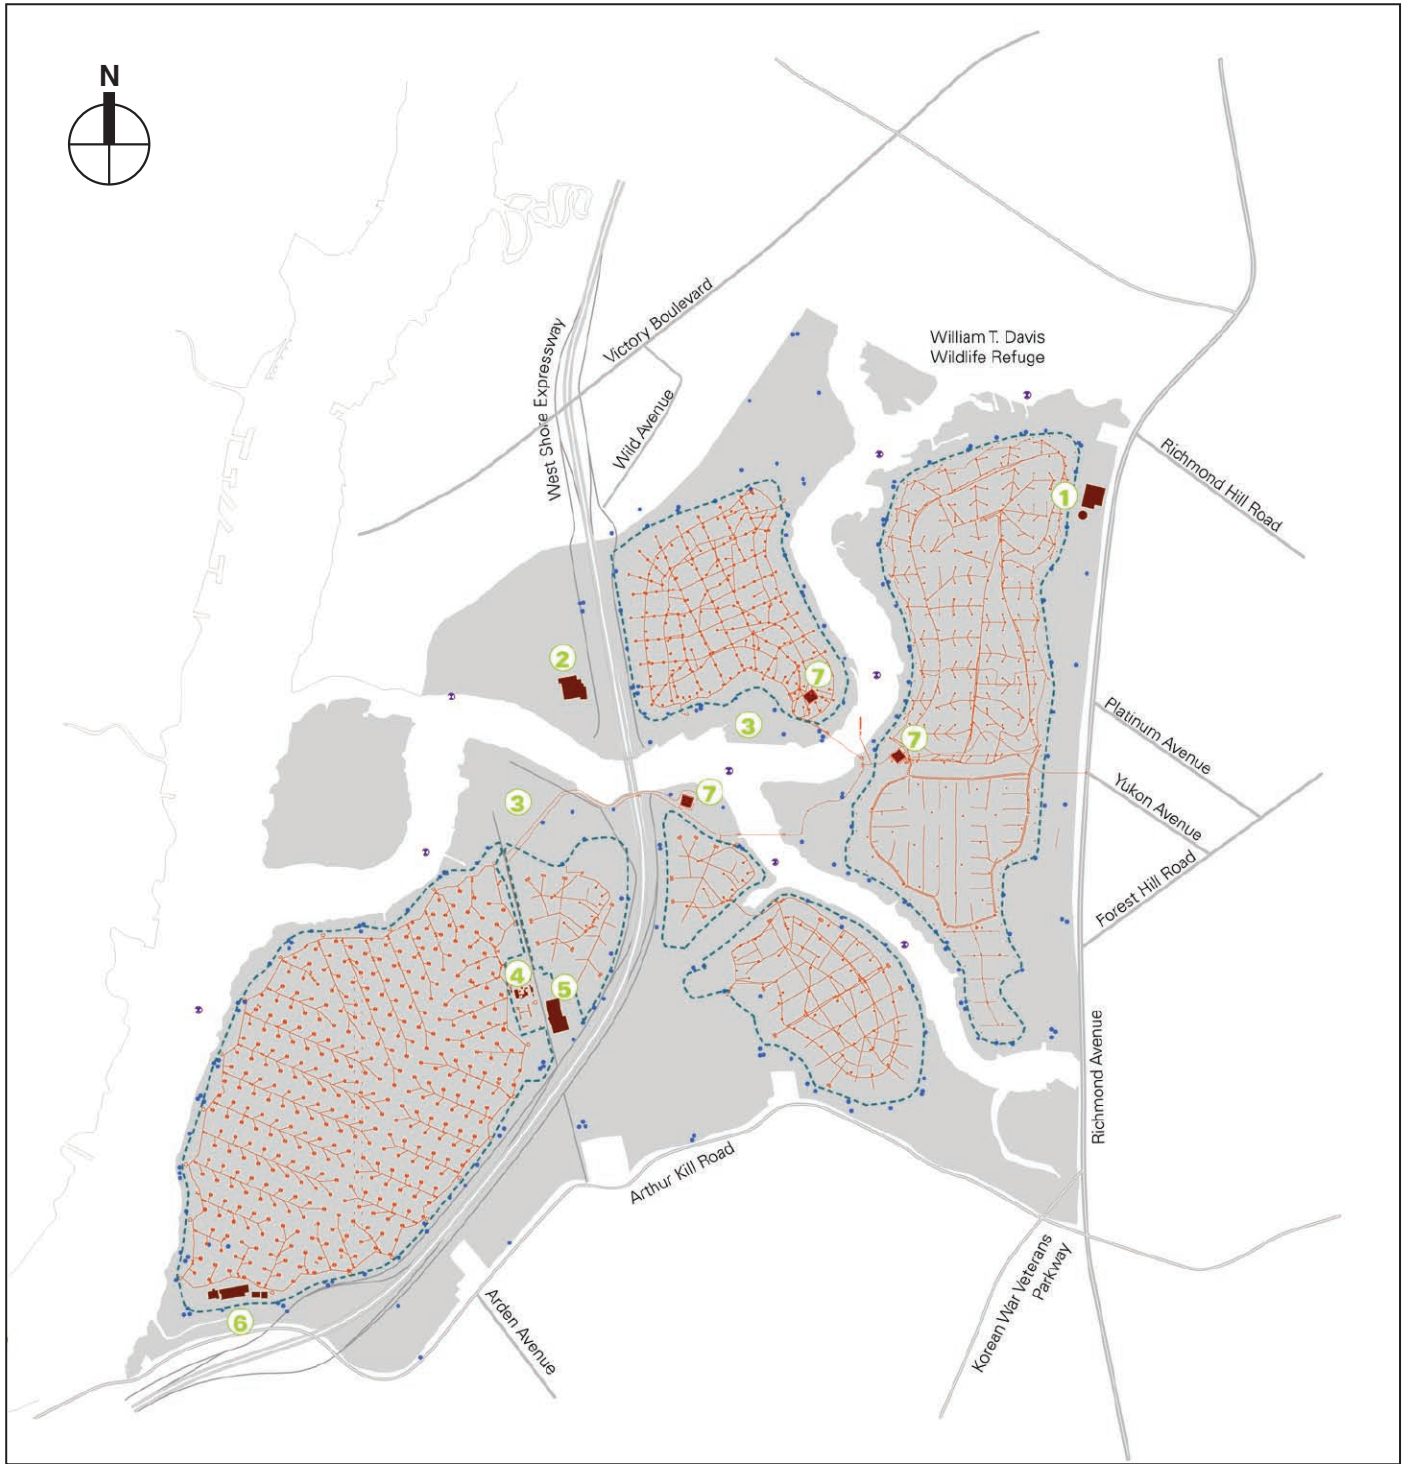 N
William T. Davis
Wildlife Refuge
Victory Boulevard
West Shore Expressway
Wild Avenue
Richmond Hill Road
1
2
7
3
7
Platinum Avenue
Yukon Avenue
7
3
Forest Hill Road
4
5
Richmond Avenue
Arthur Kill Road
Korean War Veterans
Parkway
6
Arden Avenue